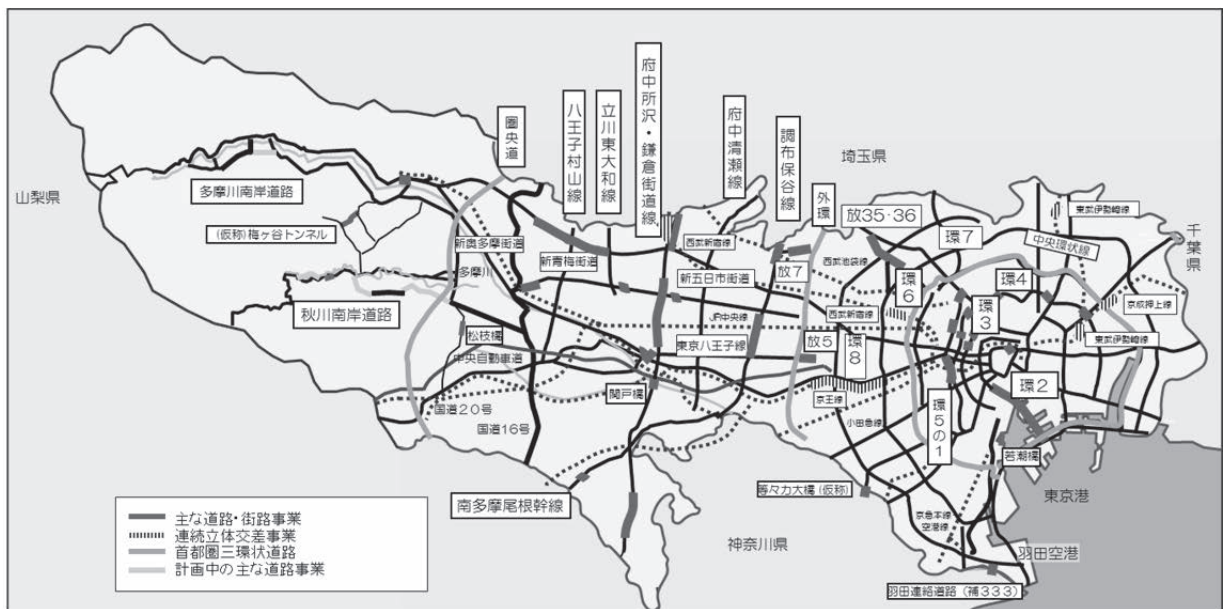 圏央道
八王子村山線
立川東大和線
府中所沢・鎌倉街道線
府中清瀬線
調布保谷線
外環
埼玉県
山梨県
千葉県
多摩川南岸道路
(仮称)梅ヶ谷トンネル
新奥多摩街道
多摩川
新青梅街道
西武新宿線
新五日市街道
放7
西武池袋線
放35・36
環7
東武伊勢崎線
中央環状線
環6
環4
環3
京成押上線
東武伊勢崎線
秋川南岸道路
松枝橋
中央自動車道
JR中央線
西武新宿線
東京八王子線
放5
環8
環2
関戸橋
京王線
国道20号
国道16号
小田急線
環5の1
若潮橋
南多摩尾根幹線
等々力大橋(仮称)
東京港
京急本線
空港線
神奈川県
羽田空港
羽田連絡道路(補333)
主な道路・街路事業
連続立体交差事業
首都圏三環状道路
計画中の主な道路事業